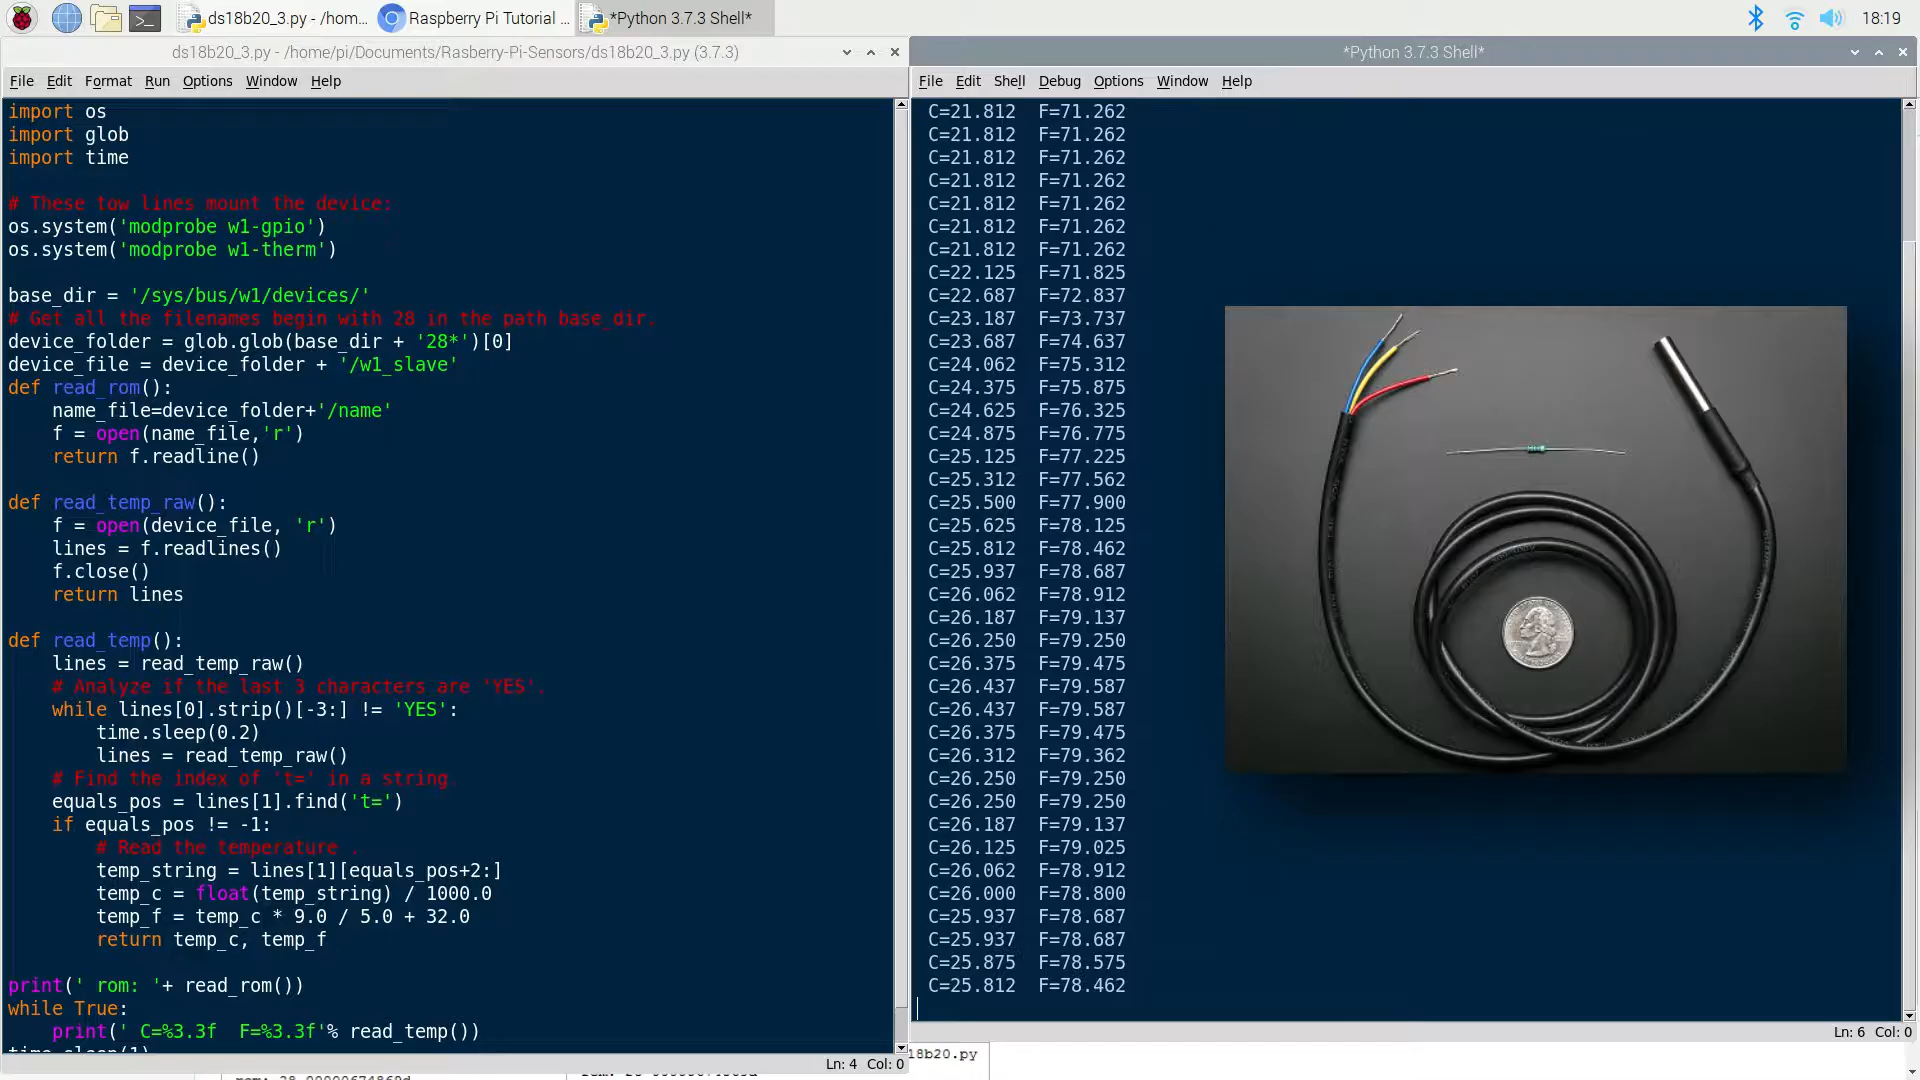 ds18b20_3.py - /hom...
Raspberry Pi Tutorial ...
*Python 3.7.3 Shell*
18:19
ds18b20_3.py - /home/pi/Documents/Rasberry-Pi-Sensors/ds18b20_3.py (3.7.3)
File Edit Format Run Options Window Help
import os
import glob
import time
# These tow lines mount the device:
os.system('modprobe w1-gpio')
os.system('modprobe w1-therm')
base_dir = '/sys/bus/w1/devices/'
# Get all the filenames begin with 28 in the path base_dir.
device_folder = glob.glob(base_dir + '28*')[0]
device_file = device_folder + '/w1_slave'
def read_rom():
name_file=device_folder+'/name'
f = open(name_file,'r')
return f.readline()
def read_temp_raw():
f = open(device_file, 'r')
lines = f.readlines()
f.close()
return lines
def read_temp():
lines = read_temp_raw()
# Analyze if the last 3 characters are 'YES'.
while lines[0].strip()[-3:] != 'YES':
time.sleep(0.2)
lines = read_temp_raw()
# Find the index of 't=' in a string.
equals_pos = lines[1].find('t=')
if equals_pos != -1:
# Read the temperature .
temp_string = lines[1][equals_pos+2:]
temp_c = float(temp_string) / 1000.0
temp_f = temp_c * 9.0 / 5.0 + 32.0
return temp_c, temp_f
print(' rom: '+ read_rom())
while True:
print(' C=%3.3f  F=%3.3f'% read_temp())
time.sleep(1)
Ln: 4 Col: 0
*Python 3.7.3 Shell*
File Edit Shell Debug Options Window Help
C=21.812  F=71.262
C=21.812  F=71.262
C=21.812  F=71.262
C=21.812  F=71.262
C=21.812  F=71.262
C=21.812  F=71.262
C=21.812  F=71.262
C=22.125  F=71.825
C=22.687  F=72.837
C=23.187  F=73.737
C=23.687  F=74.637
C=24.062  F=75.312
C=24.375  F=75.875
C=24.625  F=76.325
C=24.875  F=76.775
C=25.125  F=77.225
C=25.312  F=77.562
C=25.500  F=77.900
C=25.625  F=78.125
C=25.812  F=78.462
C=25.937  F=78.687
C=26.062  F=78.912
C=26.187  F=79.137
C=26.250  F=79.250
C=26.375  F=79.475
C=26.437  F=79.587
C=26.437  F=79.587
C=26.375  F=79.475
C=26.312  F=79.362
C=26.250  F=79.250
C=26.250  F=79.250
C=26.187  F=79.137
C=26.125  F=79.025
C=26.062  F=78.912
C=26.000  F=78.800
C=25.937  F=78.687
C=25.937  F=78.687
C=25.875  F=78.575
C=25.812  F=78.462
Ln: 6 Col: 0
18b20.py